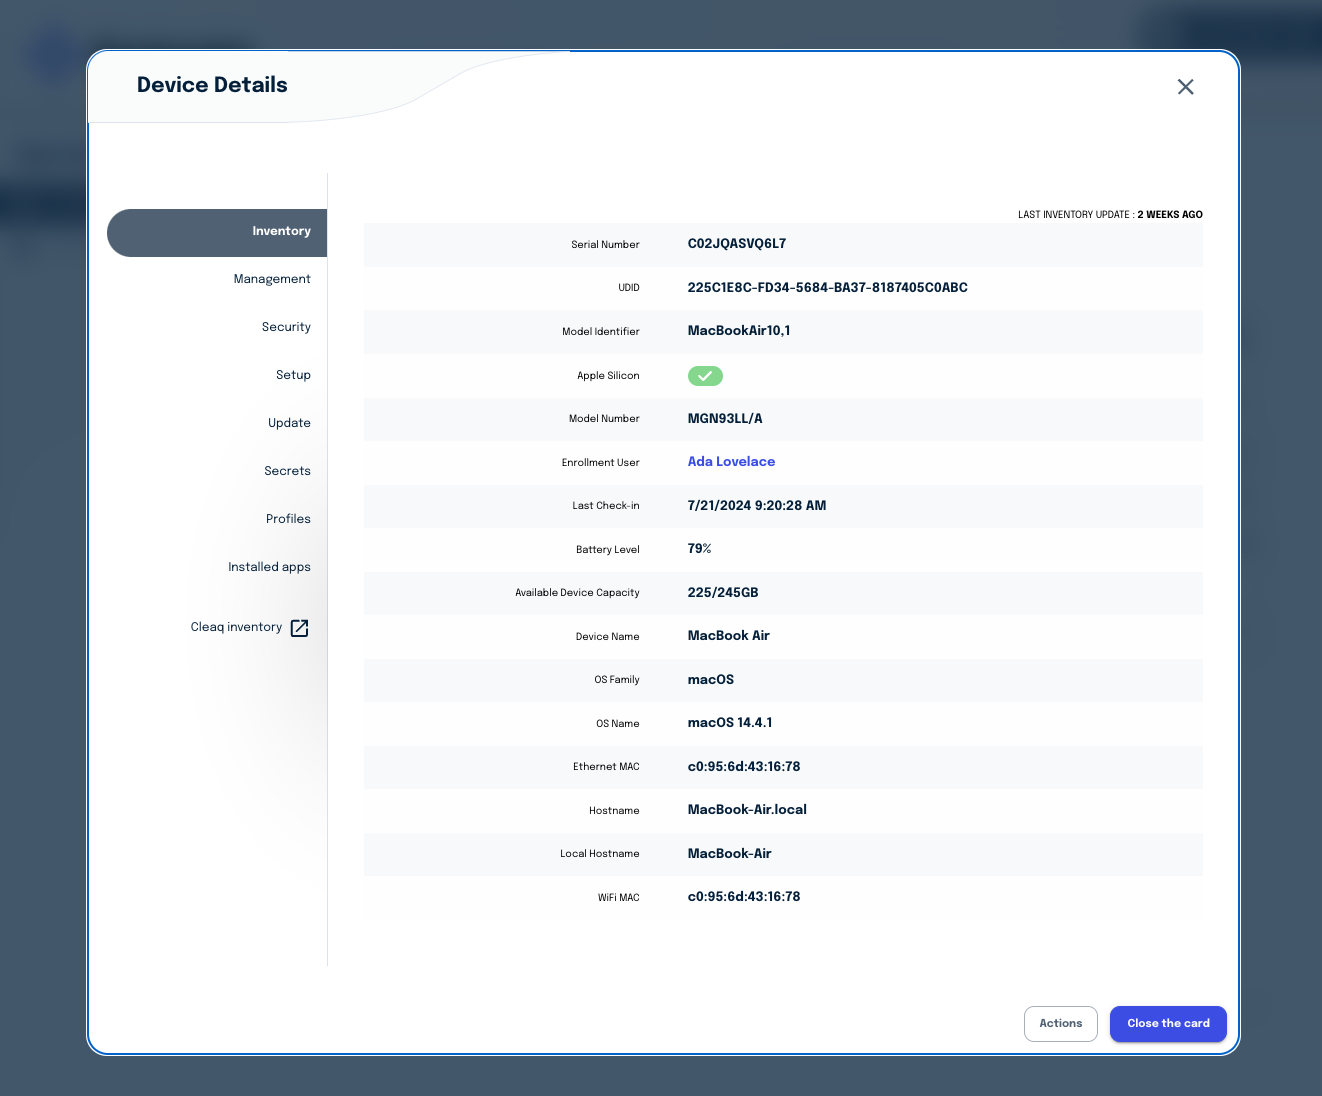 Device Details
Inventory
Management
Security
Setup
Update
Secrets
Profiles
Installed apps
Cleaq inventory
LAST INVENTORY UPDATE : 2 WEEKS AGO
Serial Number C02JQASVQ6L7
UDID 225C1E8C-FD34-5684-BA37-8187405C0ABC
Model Identifier MacBookAir10,1
Apple Silicon
Model Number MGN93LL/A
Enrollment User Ada Lovelace
Last Check-in 7/21/2024 9:20:28 AM
Battery Level 79%
Available Device Capacity 225/245GB
Device Name MacBook Air
OS Family macOS
OS Name macOS 14.4.1
Ethernet MAC c0:95:6d:43:16:78
Hostname MacBook-Air.local
Local Hostname MacBook-Air
WiFi MAC c0:95:6d:43:16:78
Actions
Close the card